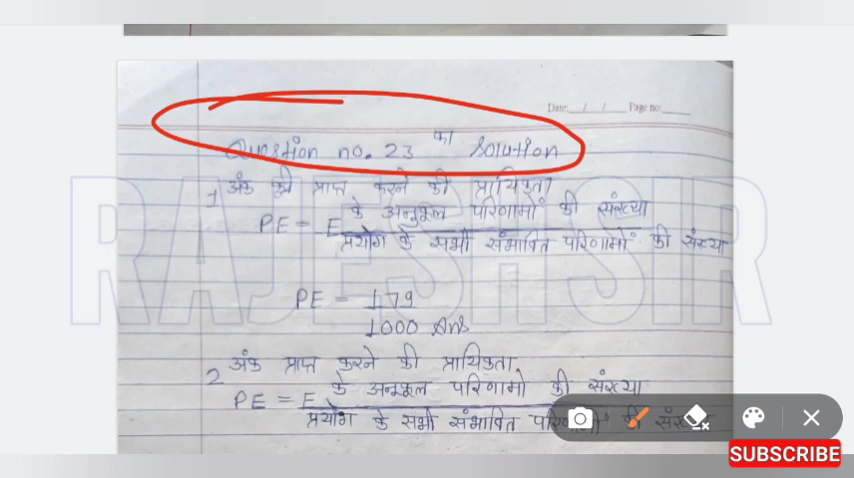 Date: / / Page no:
Question no. 23 का Solution
1 अंक को प्राप्त करने की प्रायिकता
PE = E के अनुकूल परिणामों की संख्या
प्रयोग के सभी संभावित परिणामों की संख्या
PE = 179
1000 Ans
2 अंक प्राप्त करने की प्रायिकता.
PE = E के अनुकूल परिणामो की संख्या
प्रयोग के सभी संभावित परिणामों की
RAJESH SIR
SUBSCRIBE